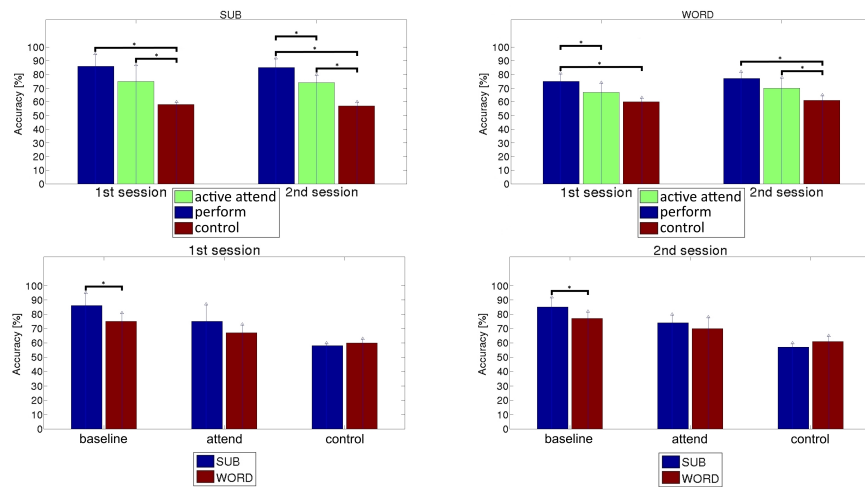 SUB
Accuracy [%]
100
90
80
70
60
50
40
30
20
10
0
* * * * *
1st session 2nd session
active attend
perform
control
WORD
Accuracy [%]
100
90
80
70
60
50
40
30
20
10
0
* * * *
1st session 2nd session
active attend
perform
control
1st session
Accuracy [%]
100
90
80
70
60
50
40
30
20
10
0
*
baseline attend control
SUB
WORD
2nd session
Accuracy [%]
100
90
80
70
60
50
40
30
20
10
0
*
baseline attend control
SUB
WORD